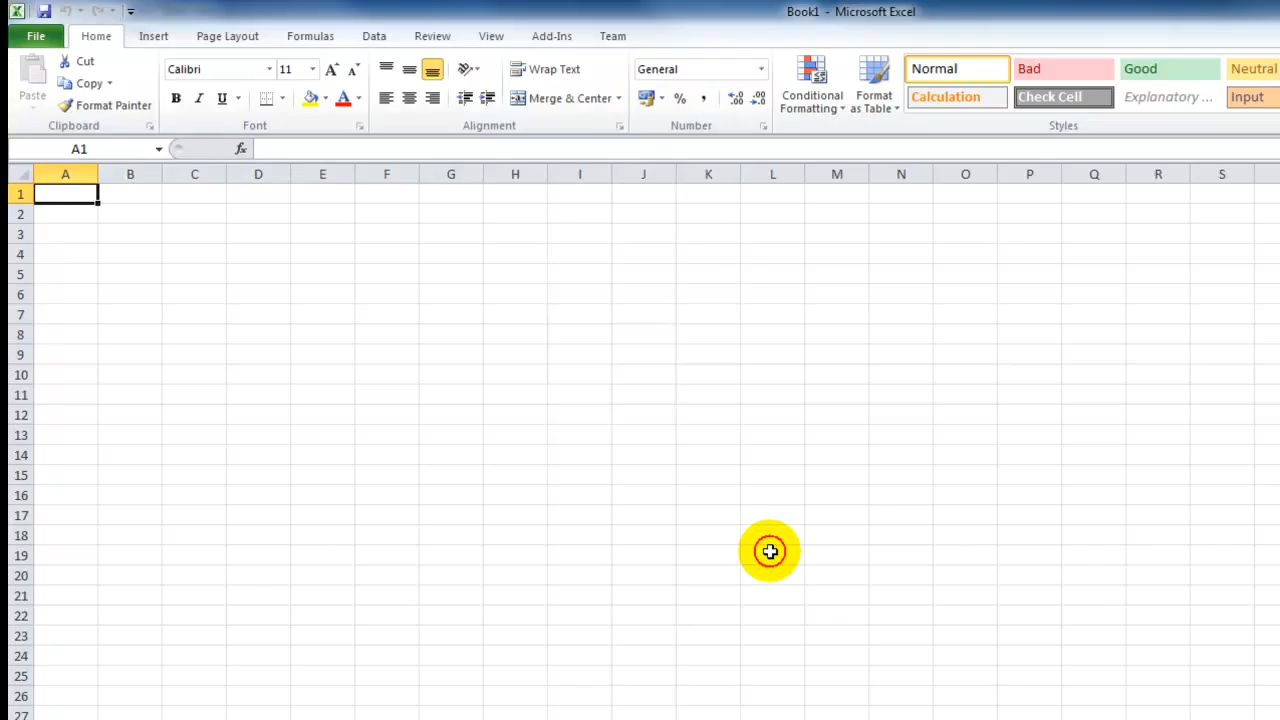 Book1 - Microsoft Excel
File Home Insert Page Layout Formulas Data Review View Add-Ins Team
Paste
Cut
Copy
Format Painter
Clipboard
Calibri 11
B I U A
Font
Wrap Text
Merge & Center
Alignment
General
% ,
Number
Conditional Formatting
Format as Table
Normal Bad Good Neutral
Calculation Check Cell Explanatory ... Input
Styles
A1 fx
A B C D E F G H I J K L M N O P Q R S
1
2
3
4
5
6
7
8
9
10
11
12
13
14
15
16
17
18
19
20
21
22
23
24
25
26
27